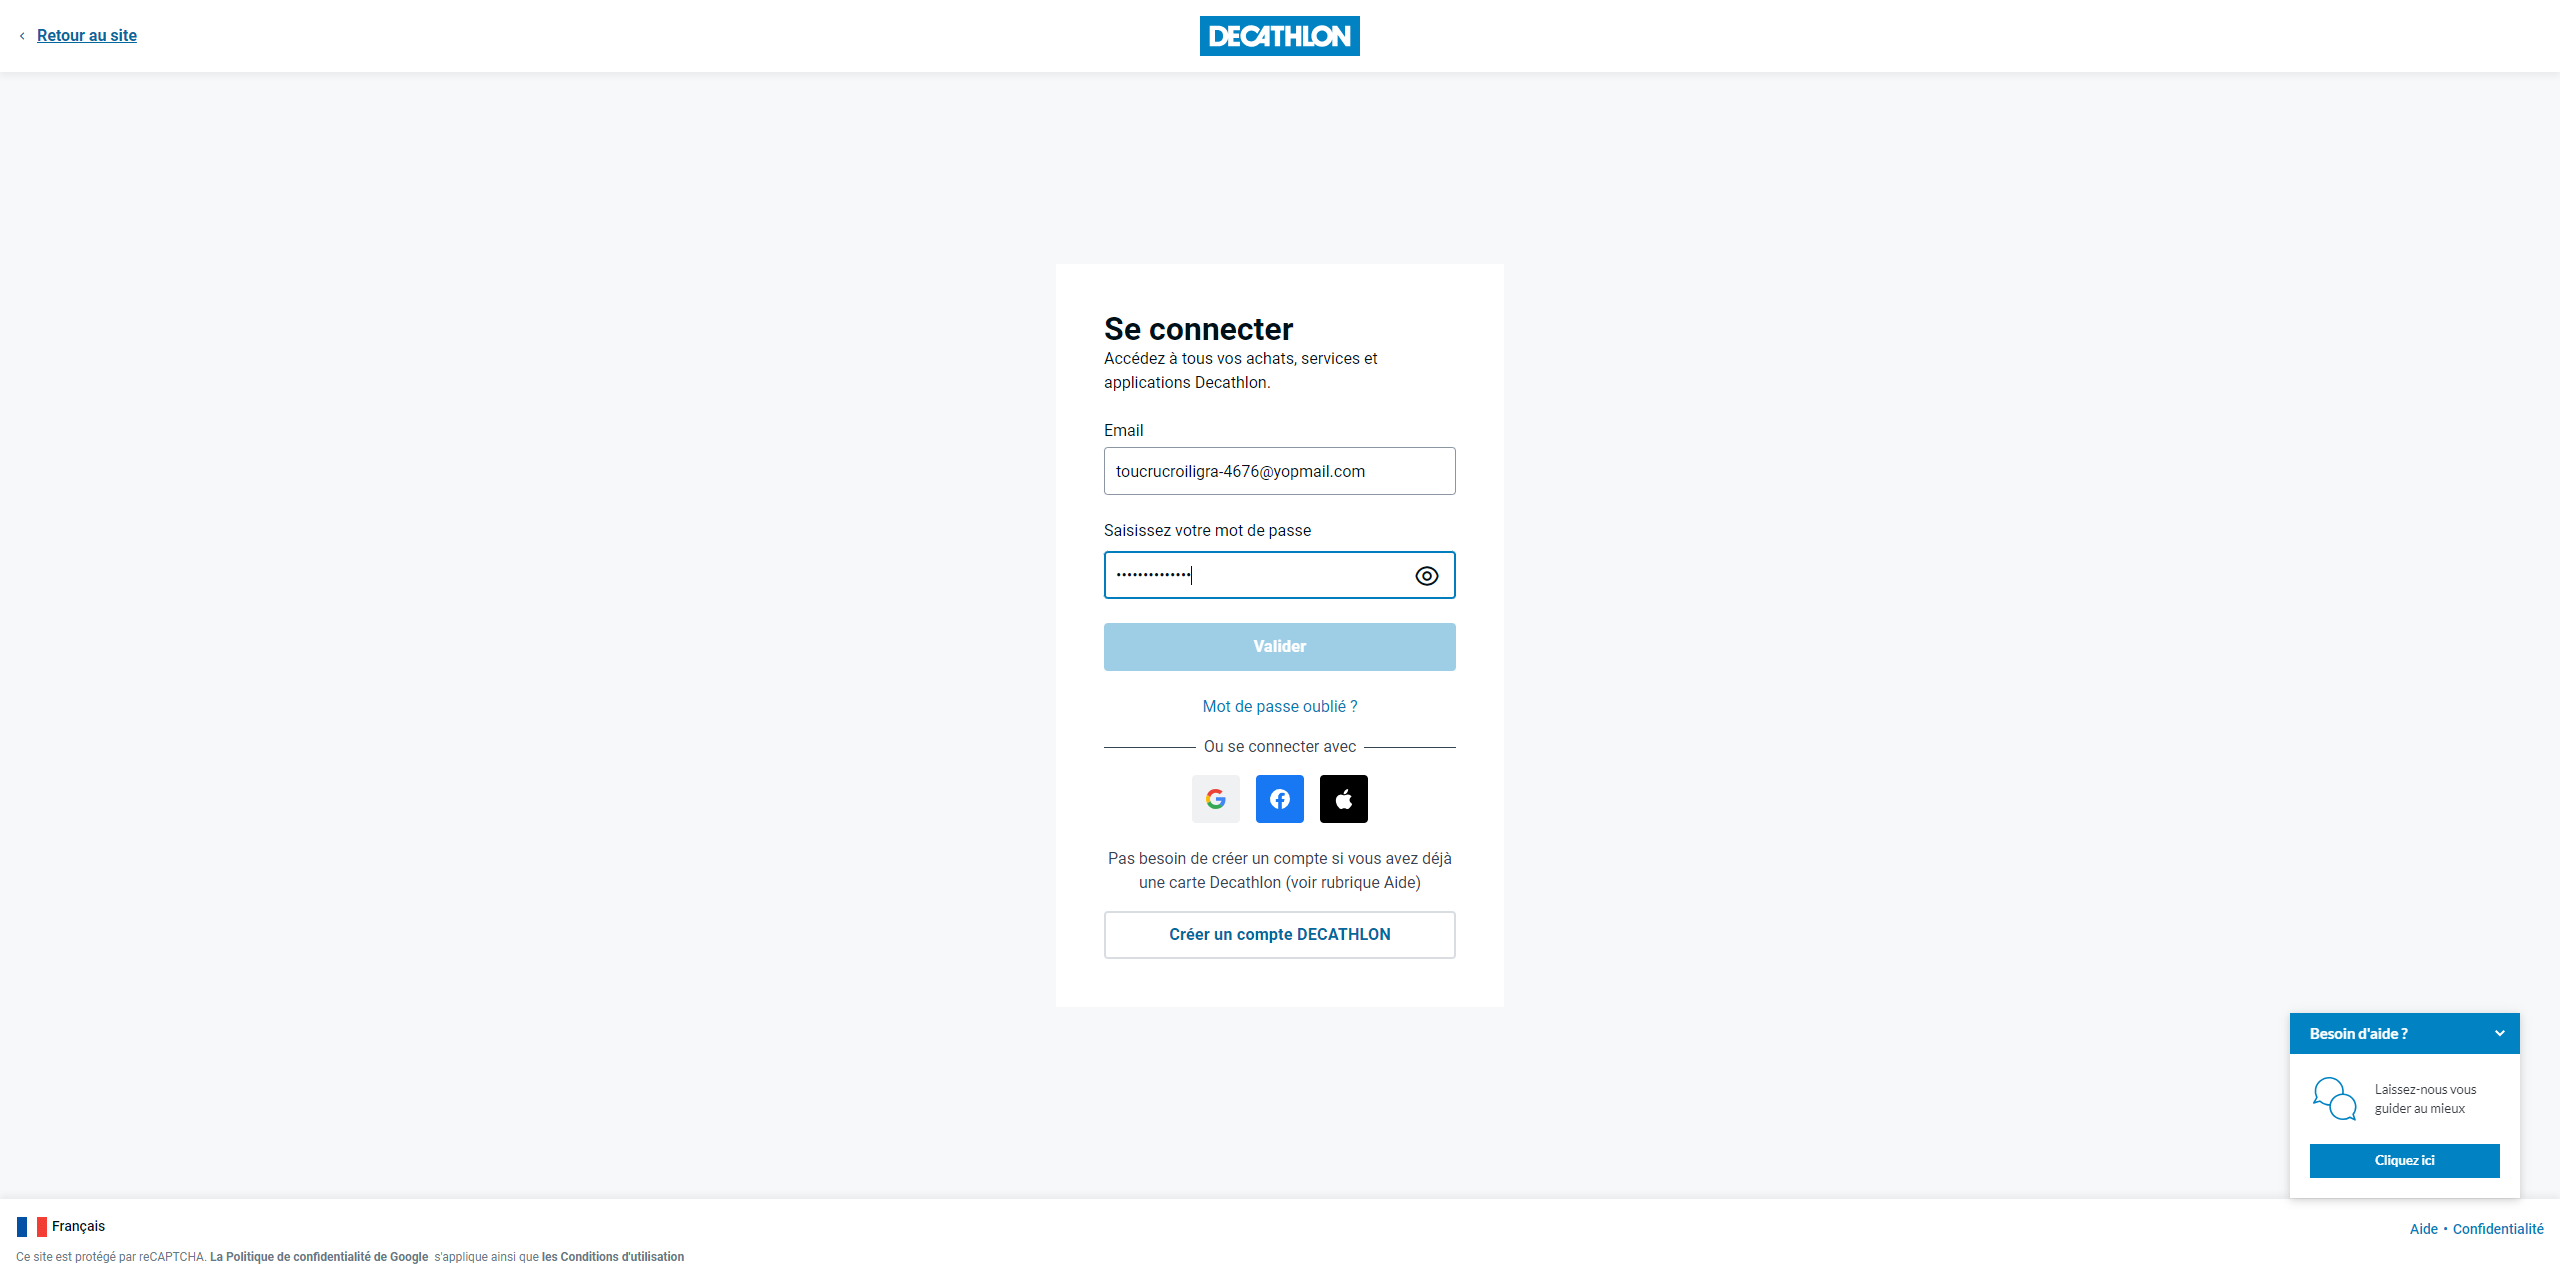 Retour au site
DECATHLON
Se connecter
Accédez à tous vos achats, services et
applications Decathlon.
Email
toucrucroiligra-4676@yopmail.com
Saisissez votre mot de passe
••••••••••••••
Valider
Mot de passe oublié ?
Ou se connecter avec
Pas besoin de créer un compte si vous avez déjà
une carte Decathlon (voir rubrique Aide)
Créer un compte DECATHLON
Besoin d'aide ?
Laissez-nous vous
guider au mieux
Cliquez ici
Français
Aide • Confidentialité
Ce site est protégé par reCAPTCHA. La Politique de confidentialité de Google s'applique ainsi que les Conditions d'utilisation